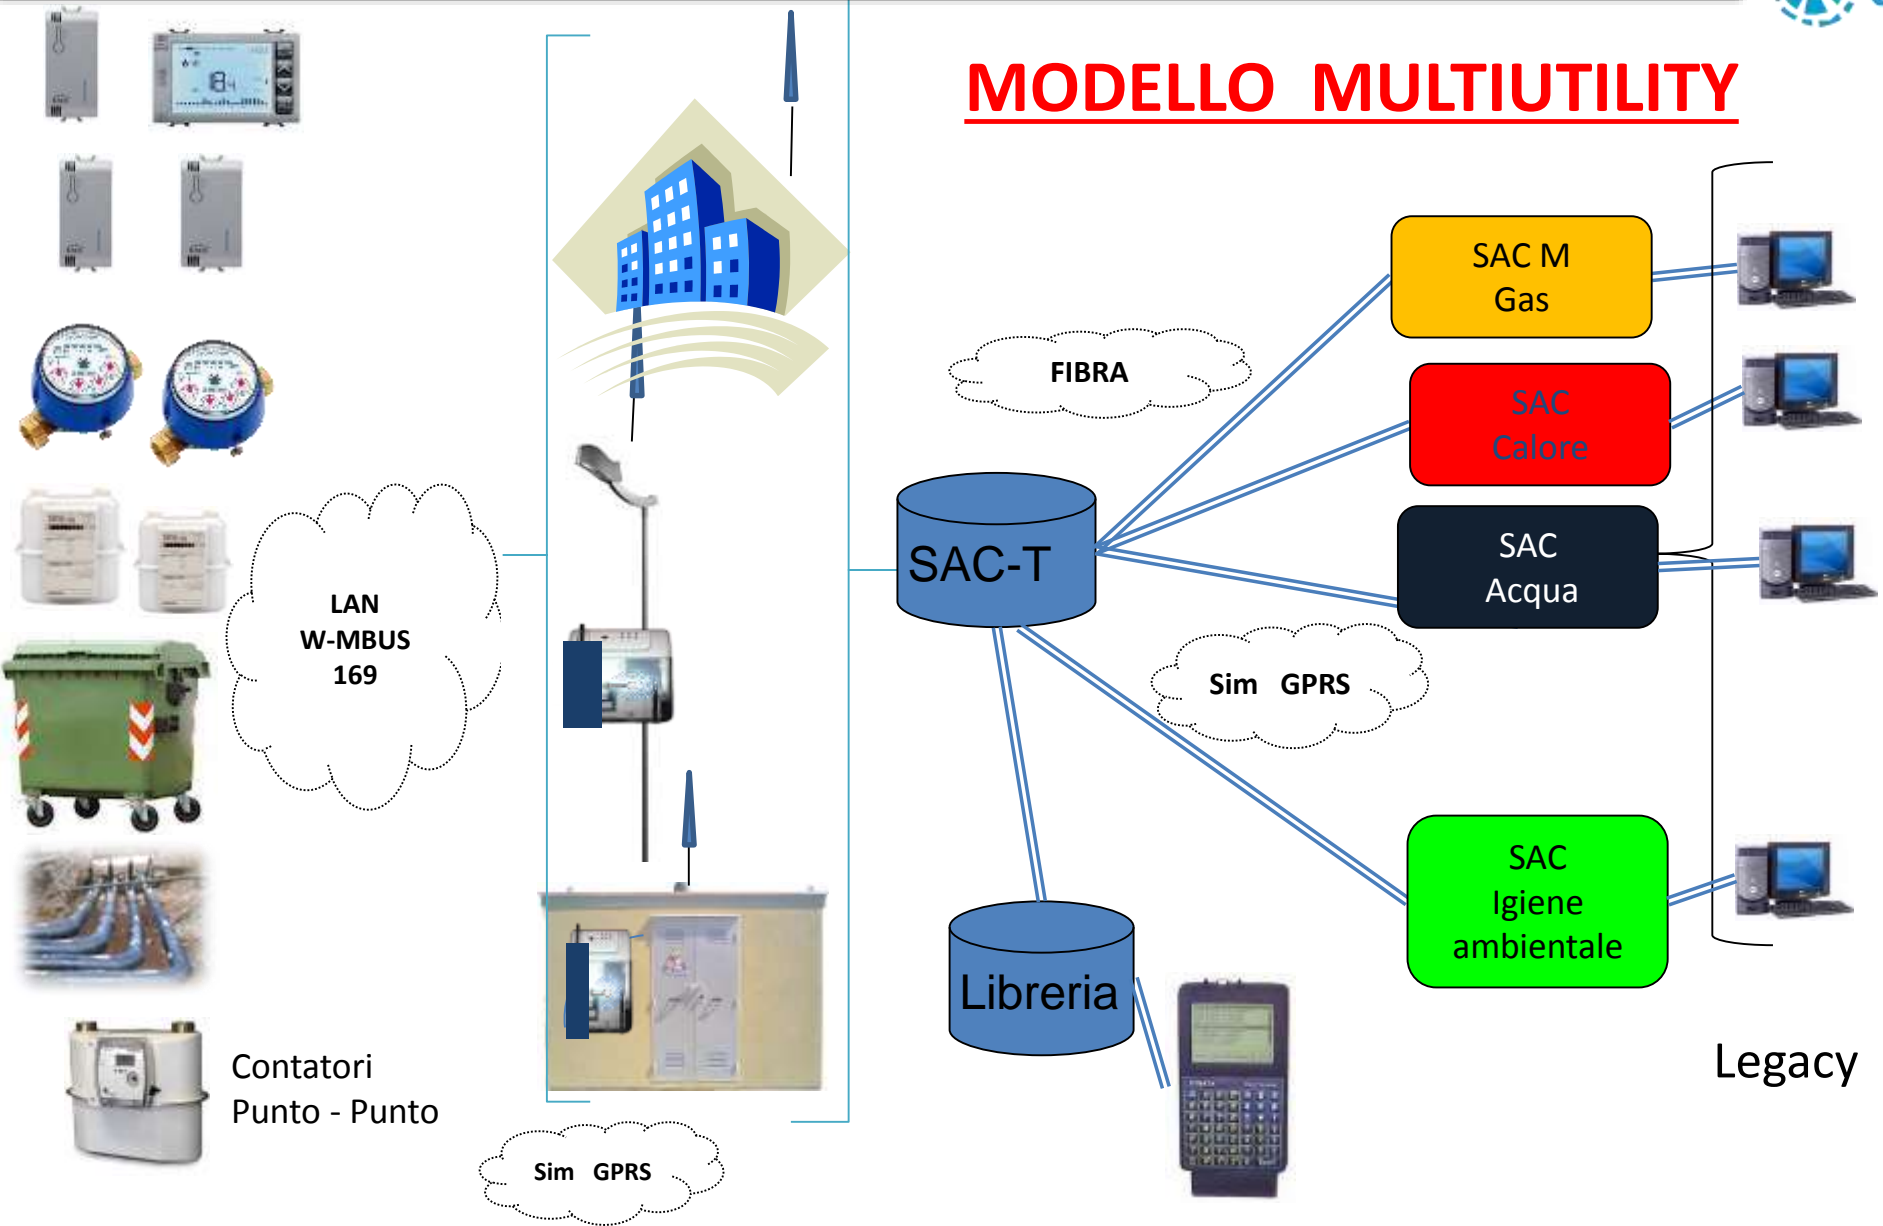 MODELLO MULTIUTILITY
SAC M
Gas
FIBRA
SAC
Calore
SAC-T
SAC
Acqua
LAN
W-MBUS
169
Sim GPRS
SAC
Igiene
ambientale
Libreria
Legacy
Contatori
Punto - Punto
Sim GPRS